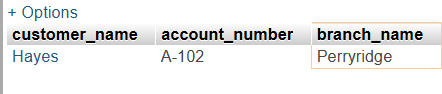 + Options
customer_name account_number branch_name
Hayes A-102 Perryridge